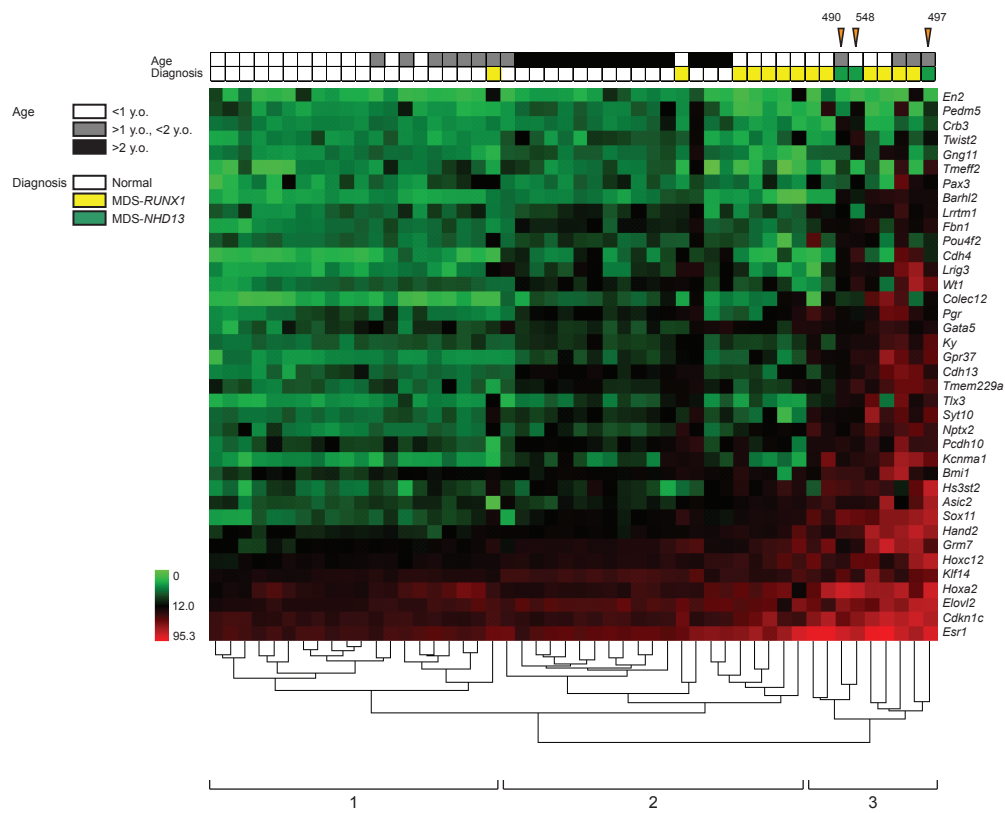 490 548 497
Age
Diagnosis
Age
<1 y.o.
>1 y.o., <2 y.o.
>2 y.o.
Diagnosis
Normal
MDS-RUNX1
MDS-NHD13
En2
Pedm5
Crb3
Twist2
Gng11
Tmeff2
Pax3
Barhl2
Lrrtm1
Fbn1
Pou4f2
Cdh4
Lrig3
Wt1
Colec12
Pgr
Gata5
Ky
Gpr37
Cdh13
Tmem229a
Tlx3
Syt10
Nptx2
Pcdh10
Kcnma1
Bmi1
Hs3st2
Asic2
Sox11
Hand2
Grm7
Hoxc12
Klf14
Hoxa2
Elovl2
Cdkn1c
Esr1
0
12.0
95.3
1 2 3